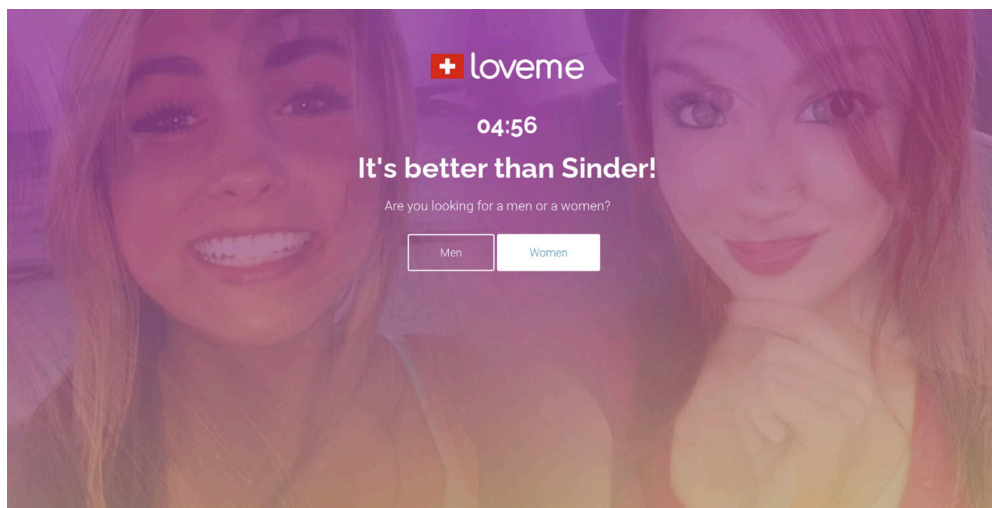 loveme
04:56
It's better than Sinder!
Are you looking for a men or a women?
Men Women